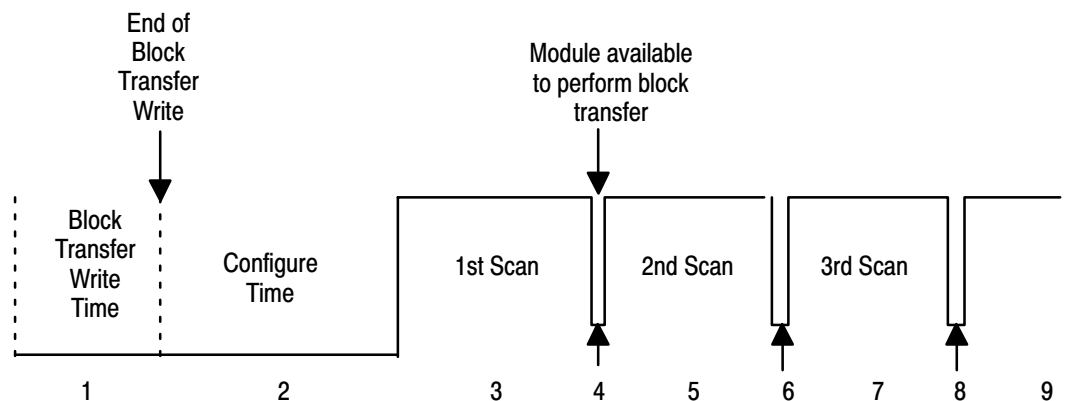 End of
Block
Transfer
Write
Module available
to perform block
transfer
Block
Transfer
Write
Time
Configure
Time
1st Scan
2nd Scan
3rd Scan
1 2 3 4 5 6 7 8 9